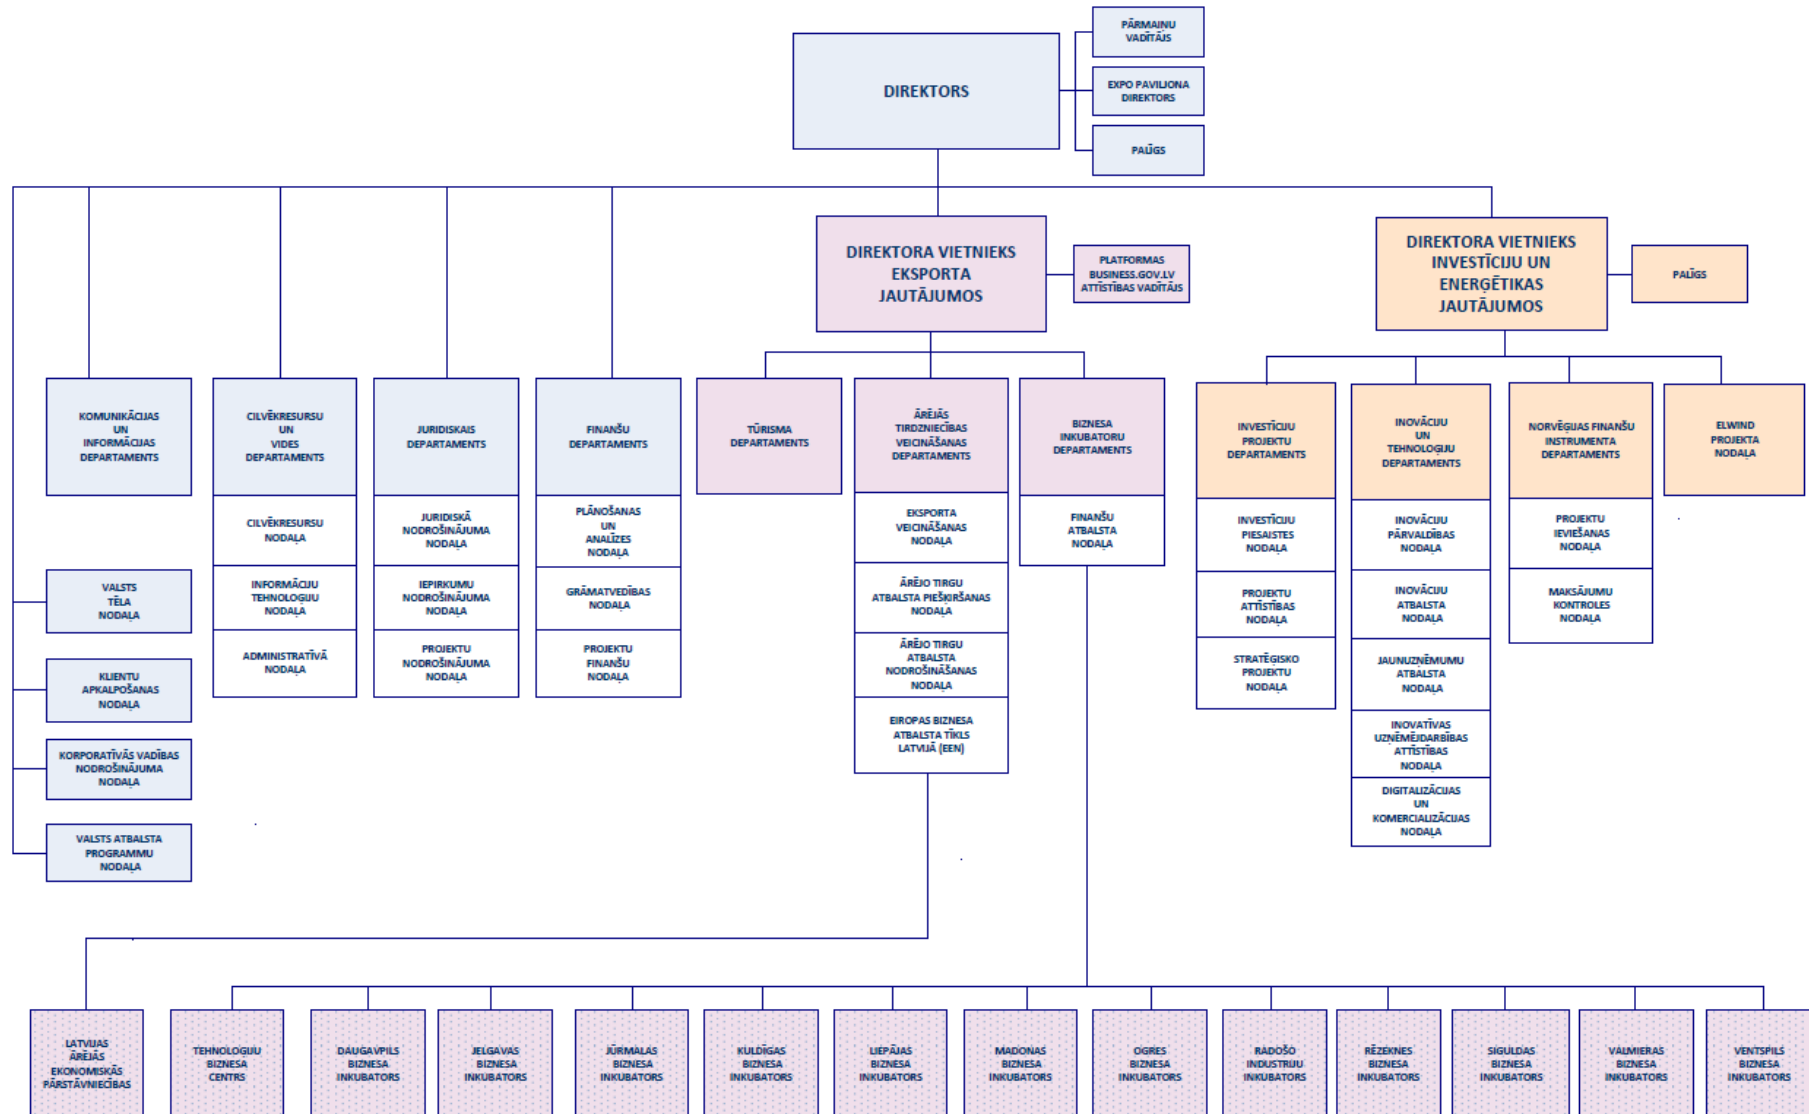 PĀRMAIŅU
VADĪTĀJS
DIREKTORS
EXPO PAVILJONA
DIREKTORS
PALĪGS
DIREKTORA VIETNIEKS
EKSPORTA
JAUTĀJUMOS
PLATFORMAS
BUSINESS.GOV.LV
ATTĪSTĪBAS VADĪTĀJS
DIREKTORA VIETNIEKS
INVESTĪCIJU UN
ENERĢĒTIKAS
JAUTĀJUMOS
PALĪGS
KOMUNIKĀCIJAS
UN
INFORMĀCIJAS
DEPARTAMENTS
CILVĒKRESURSU
UN
VIDES
DEPARTAMENTS
JURIDISKAIS
DEPARTAMENTS
FINANŠU
DEPARTAMENTS
TŪRISMA
DEPARTAMENTS
ĀRĒJĀS
TIRDZNIECĪBAS
VEICINĀŠANAS
DEPARTAMENTS
BIZNESA
INKUBATORU
DEPARTAMENTS
INVESTĪCIJU
PROJEKTU
DEPARTAMENTS
INOVĀCIJU
UN
TEHNOLOĢIJU
DEPARTAMENTS
NORVĒĢIJAS FINANŠU
INSTRUMENTA
DEPARTAMENTS
ELWIND
PROJEKTA
NODAĻA
CILVĒKRESURSU
NODAĻA
INFORMĀCIJU
TEHNOLOĢIJU
NODAĻA
ADMINISTRATĪVĀ
NODAĻA
JURIDISKĀ
NODROŠINĀJUMA
NODAĻA
IEPIRKUMU
NODROŠINĀJUMA
NODAĻA
PROJEKTU
NODROŠINĀJUMA
NODAĻA
PLĀNOŠANAS
UN
ANALĪZES
NODAĻA
GRĀMATVEDĪBAS
NODAĻA
PROJEKTU
FINANŠU
NODAĻA
EKSPORTA
VEICINĀŠANAS
NODAĻA
ĀRĒJO TIRGU
ATBALSTA PIEŠĶIRŠANAS
NODAĻA
ĀRĒJO TIRGU
ATBALSTA
NODROŠINĀŠANAS
NODAĻA
EIROPAS BIZNESA
ATBALSTA TĪKLS
LATVIJĀ (EEN)
FINANŠU
ATBALSTA
NODAĻA
INVESTĪCIJU
PIESAISTES
NODAĻA
PROJEKTU
ATTĪSTĪBAS
NODAĻA
STRATĒĢISKO
PROJEKTU
NODAĻA
INOVĀCIJU
PĀRVALDĪBAS
NODAĻA
INOVĀCIJU
ATBALSTA
NODAĻA
JAUNUZŅĒMUMU
ATBALSTA
NODAĻA
INOVATĪVAS
UZŅĒMĒJDARBĪBAS
ATTĪSTĪBAS
NODAĻA
DIGITALIZĀCIJAS
UN
KOMERCIALIZĀCIJAS
NODAĻA
PROJEKTU
IEVIEŠANAS
NODAĻA
MAKSĀJUMU
KONTROLES
NODAĻA
VALSTS
TĒLA
NODAĻA
KLIENTU
APKALPOŠANAS
NODAĻA
KORPORATĪVĀS VADĪBAS
NODROŠINĀJUMA
NODAĻA
VALSTS ATBALSTA
PROGRAMMU
NODAĻA
LATVIJAS
ĀRĒJĀS
EKONOMISKĀS
PĀRSTĀVNIECĪBAS
TEHNOLOGIJU
BIZNESA
CENTRS
DAUGAVPILS
BIZNESA
INKUBATORS
JELGAVAS
BIZNESA
INKUBATORS
JŪRMALAS
BIZNESA
INKUBATORS
KULDĪGAS
BIZNESA
INKUBATORS
LIEPĀJAS
BIZNESA
INKUBATORS
MADONAS
BIZNESA
INKUBATORS
OGRES
BIZNESA
INKUBATORS
RADOŠO
INDUSTRIJU
INKUBATORS
RĒZEKNES
BIZNESA
INKUBATORS
SIGULDAS
BIZNESA
INKUBATORS
VALMIERAS
BIZNESA
INKUBATORS
VENTSPILS
BIZNESA
INKUBATORS